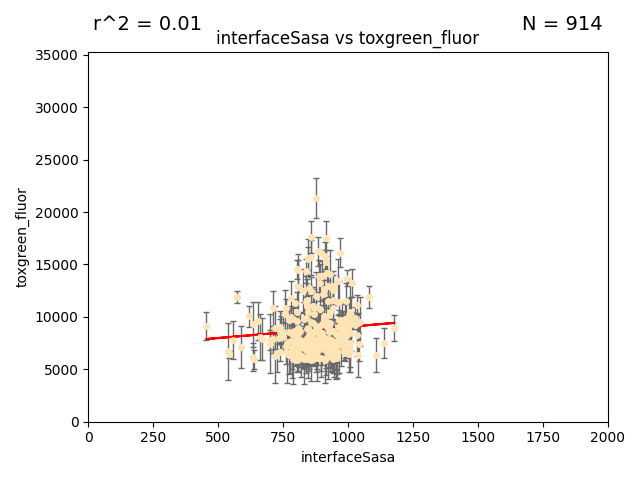 r^2 = 0.01
N = 914
interfaceSasa vs toxgreen_fluor
35000
30000
25000
20000
15000
10000
5000
0
toxgreen_fluor
0 250 500 750 1000 1250 1500 1750 2000
interfaceSasa